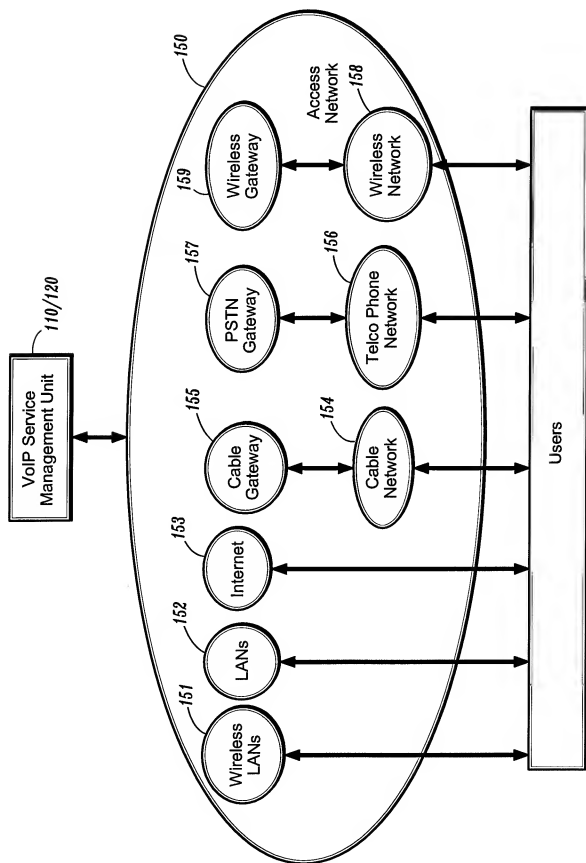 110/120
VoIP Service
Management Unit
150
151
Wireless
LANs
152
LANs
153
Internet
155
Cable
Gateway
157
PSTN
Gateway
159
Wireless
Gateway
Access
Network
154
Cable
Network
156
Telco Phone
Network
158
Wireless
Network
Users